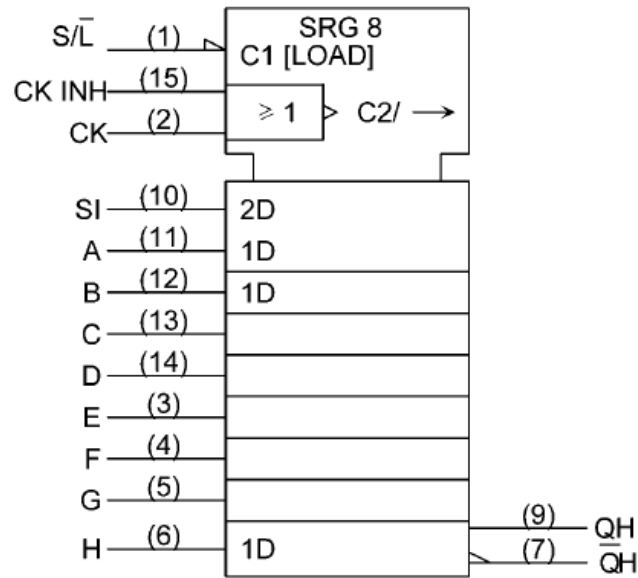 SRG 8
S/L̅ (1) C1 [LOAD]
CK INH (15)
CK (2) ≥ 1 C2/ →
SI (10) 2D
A (11) 1D
B (12) 1D
C (13)
D (14)
E (3)
F (4)
G (5)
(9) QH
H (6) 1D (7) Q̅H